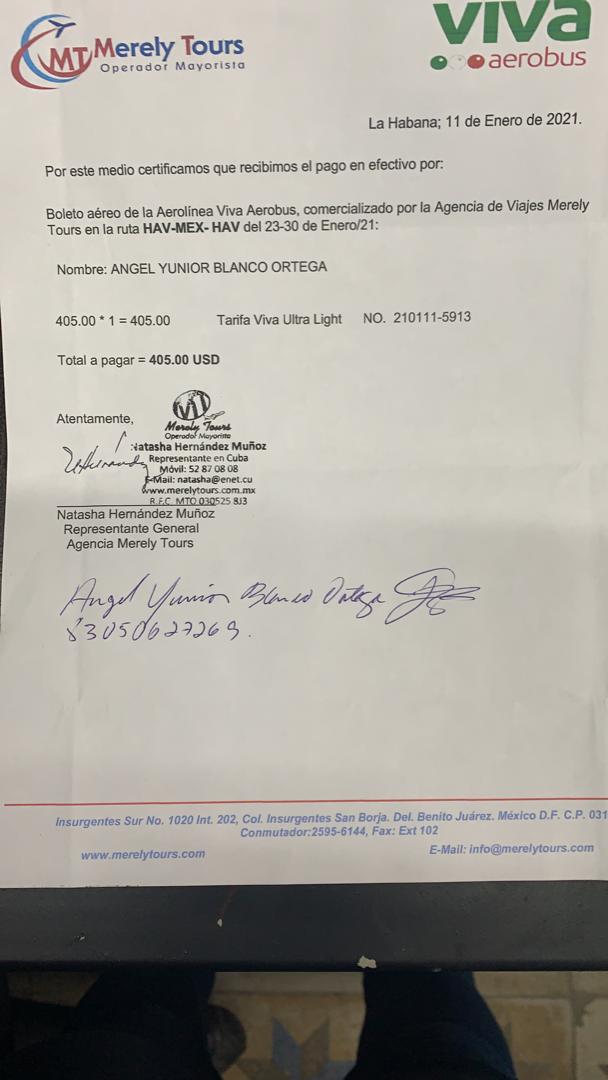 MT Merely Tours
Operador Mayorista
viva
aerobus
La Habana; 11 de Enero de 2021.
Por este medio certificamos que recibimos el pago en efectivo por:
Boleto aéreo de la Aerolínea Viva Aerobus, comercializado por la Agencia de Viajes Merely
Tours en la ruta HAV-MEX- HAV del 23-30 de Enero/21:
Nombre: ANGEL YUNIOR BLANCO ORTEGA
405.00 * 1 = 405.00 Tarifa Viva Ultra Light NO. 210111-5913
Total a pagar = 405.00 USD
Atentamente,
MT
Merely Tours
Operador Mayorista
Natasha Hernández Muñoz
Representante en Cuba
Móvil: 52 87 08 08
E-Mail: natasha@enet.cu
www.merelytours.com.mx
R.F.C. MTO 030525 8J3
Natasha Hernández Muñoz
Representante General
Agencia Merely Tours
Angel Yunior Blanco Ortega
83050627269.
Insurgentes Sur No. 1020 Int. 202, Col. Insurgentes San Borja. Del. Benito Juárez. México D.F. C.P. 031
Conmutador:2595-6144, Fax: Ext 102
www.merelytours.com E-Mail: info@merelytours.com